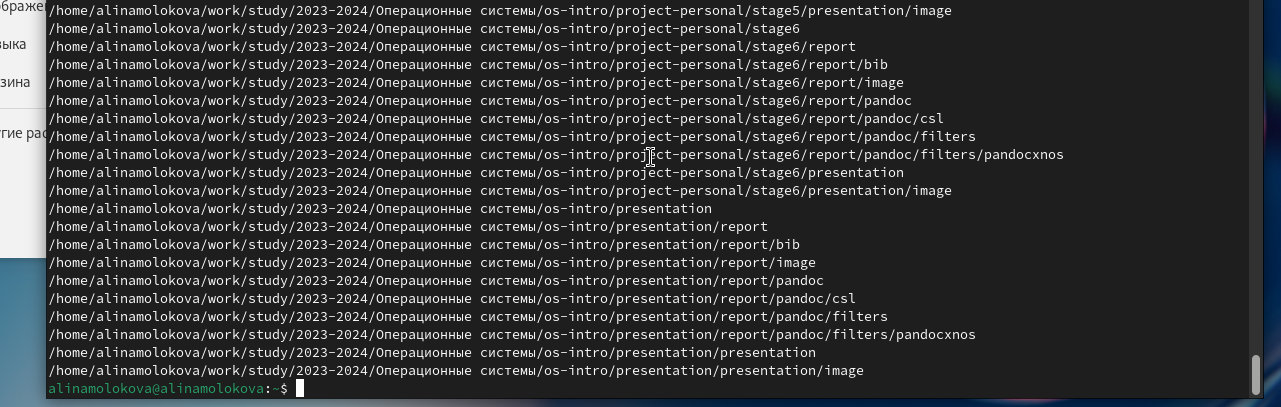 /home/alinamolokova/work/study/2023-2024/Операционные системы/os-intro/project-personal/stage5/presentation/image
/home/alinamolokova/work/study/2023-2024/Операционные системы/os-intro/project-personal/stage6
/home/alinamolokova/work/study/2023-2024/Операционные системы/os-intro/project-personal/stage6/report
/home/alinamolokova/work/study/2023-2024/Операционные системы/os-intro/project-personal/stage6/report/bib
/home/alinamolokova/work/study/2023-2024/Операционные системы/os-intro/project-personal/stage6/report/image
/home/alinamolokova/work/study/2023-2024/Операционные системы/os-intro/project-personal/stage6/report/pandoc
/home/alinamolokova/work/study/2023-2024/Операционные системы/os-intro/project-personal/stage6/report/pandoc/csl
/home/alinamolokova/work/study/2023-2024/Операционные системы/os-intro/project-personal/stage6/report/pandoc/filters
/home/alinamolokova/work/study/2023-2024/Операционные системы/os-intro/project-personal/stage6/report/pandoc/filters/pandocxnos
/home/alinamolokova/work/study/2023-2024/Операционные системы/os-intro/project-personal/stage6/presentation
/home/alinamolokova/work/study/2023-2024/Операционные системы/os-intro/project-personal/stage6/presentation/image
/home/alinamolokova/work/study/2023-2024/Операционные системы/os-intro/presentation
/home/alinamolokova/work/study/2023-2024/Операционные системы/os-intro/presentation/report
/home/alinamolokova/work/study/2023-2024/Операционные системы/os-intro/presentation/report/bib
/home/alinamolokova/work/study/2023-2024/Операционные системы/os-intro/presentation/report/image
/home/alinamolokova/work/study/2023-2024/Операционные системы/os-intro/presentation/report/pandoc
/home/alinamolokova/work/study/2023-2024/Операционные системы/os-intro/presentation/report/pandoc/csl
/home/alinamolokova/work/study/2023-2024/Операционные системы/os-intro/presentation/report/pandoc/filters
/home/alinamolokova/work/study/2023-2024/Операционные системы/os-intro/presentation/report/pandoc/filters/pandocxnos
/home/alinamolokova/work/study/2023-2024/Операционные системы/os-intro/presentation/presentation
/home/alinamolokova/work/study/2023-2024/Операционные системы/os-intro/presentation/presentation/image
alinamolokova@alinamolokova:~$